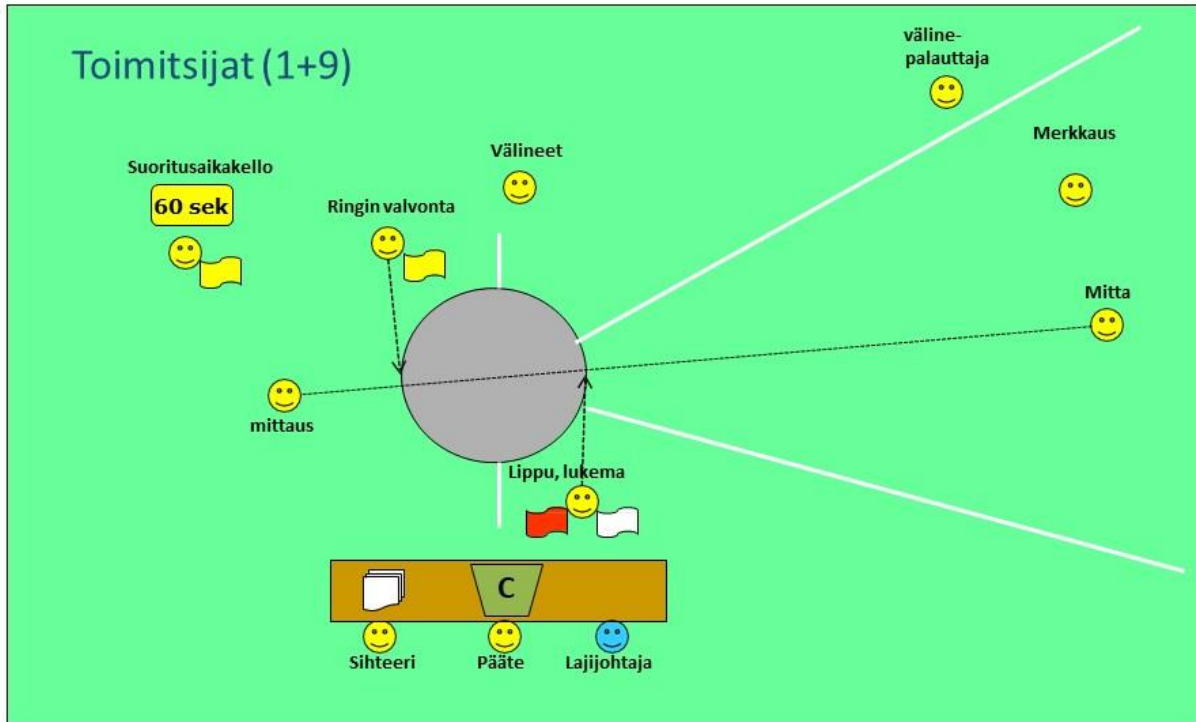 Toimitsijat (1+9)
väline-
palauttaja
Merkkaus
Välineet
Suoritusaikakello
60 sek
Ringin valvonta
Mitta
mittaus
Lippu, lukema
C
Sihteeri
Pääte
Lajijohtaja